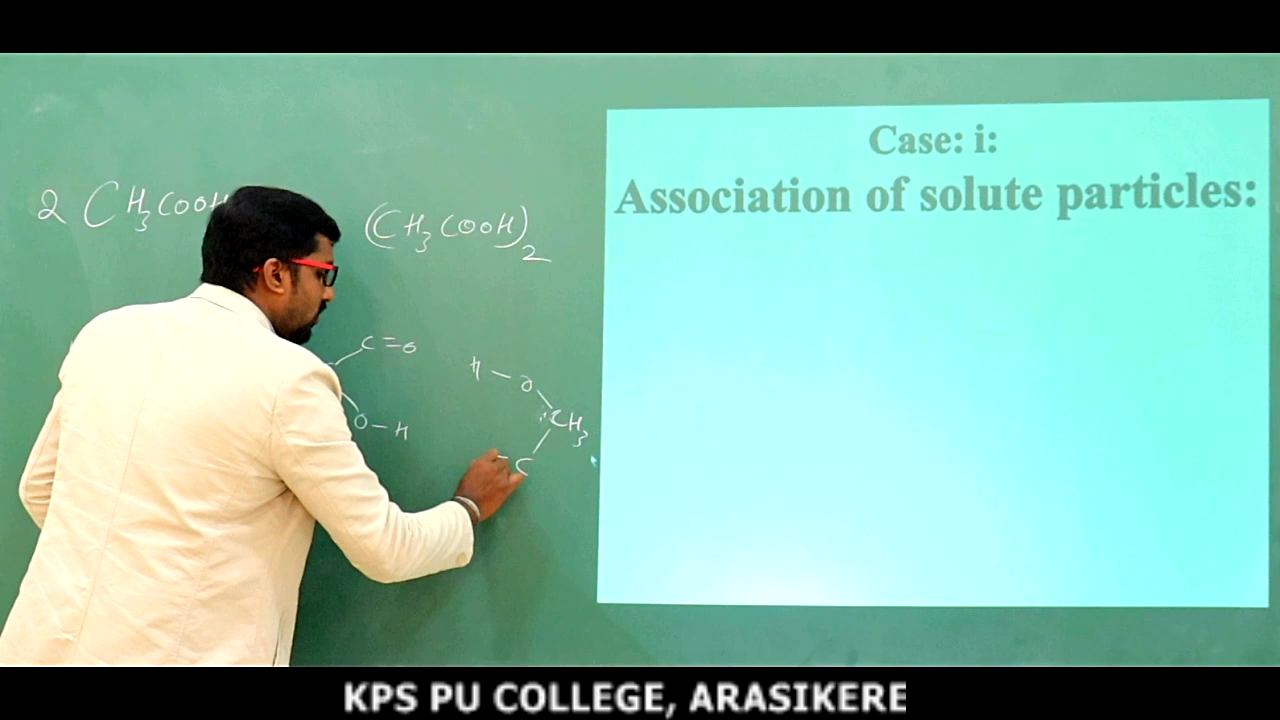 2 CH3COOH
(CH3COOH)2
C=O
H-O
O-H
CH3
C
Case: i:
Association of solute particles:
KPS PU COLLEGE, ARASIKERE